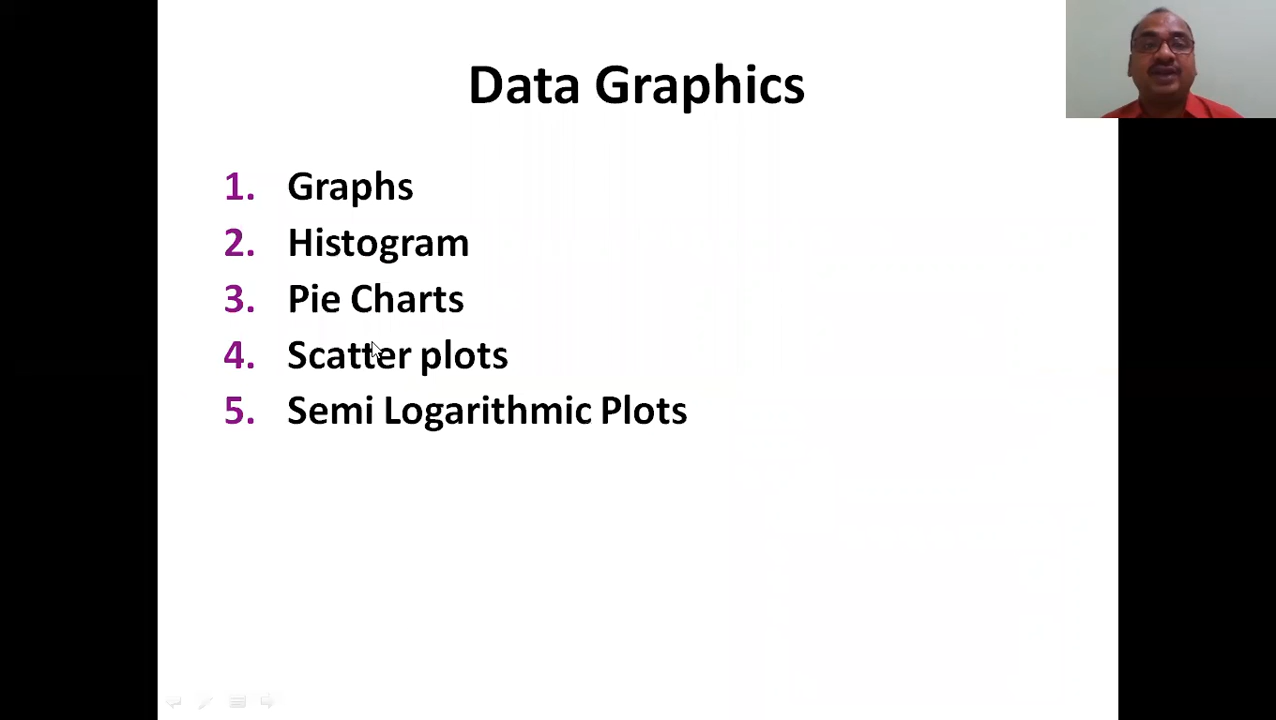 Data Graphics
1. Graphs
2. Histogram
3. Pie Charts
4. Scatter plots
5. Semi Logarithmic Plots